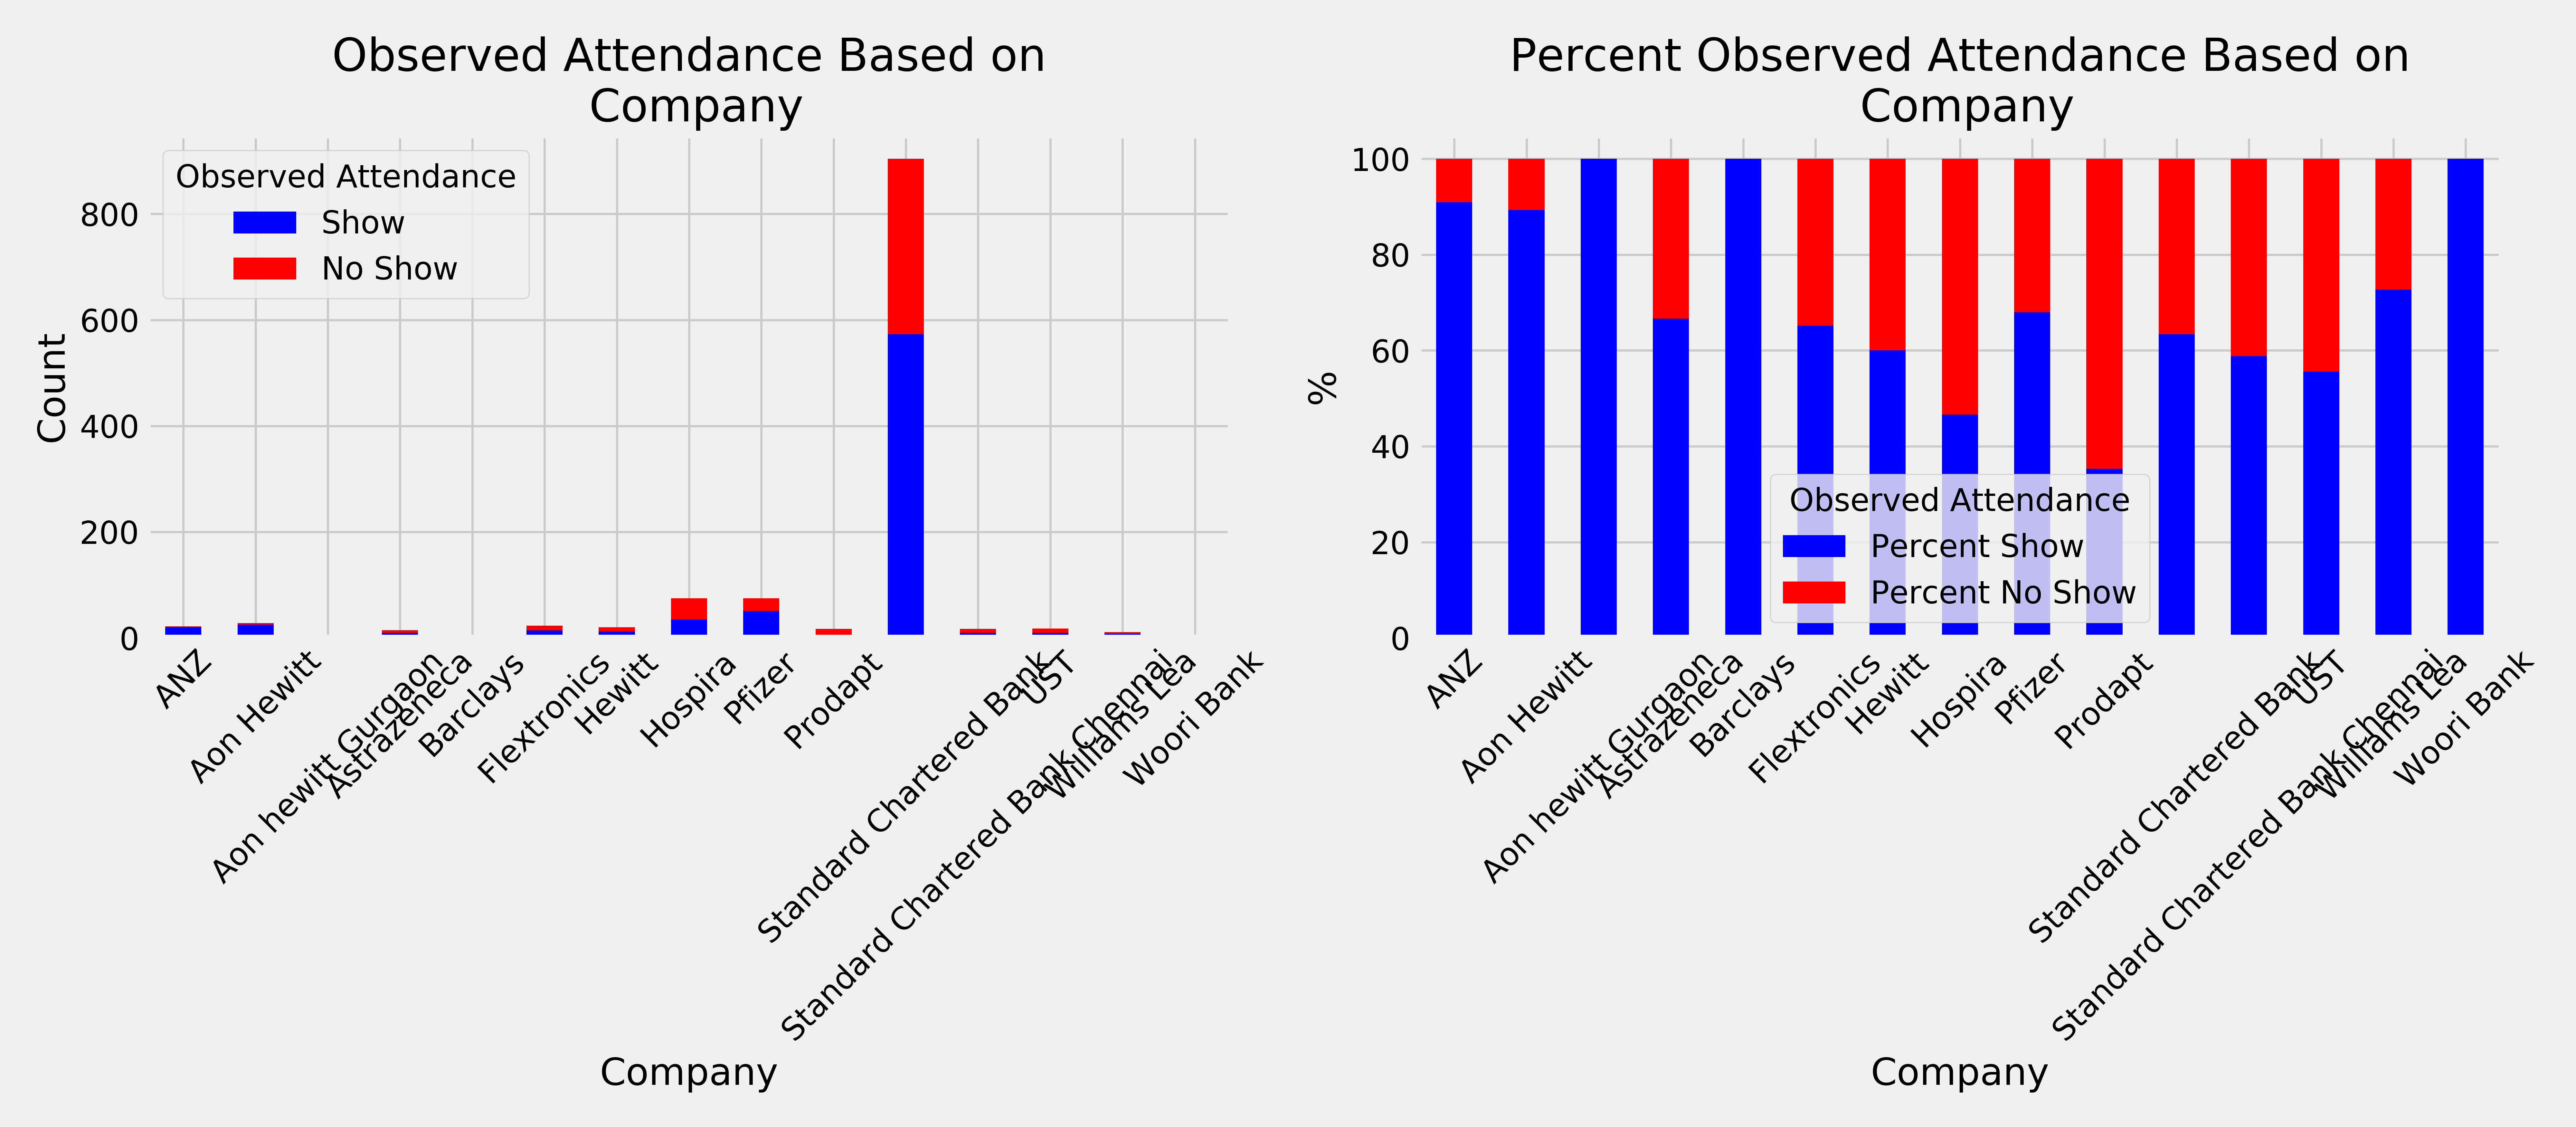 Observed Attendance Based on
Company
Observed Attendance
Show
No Show
Count
800
600
400
200
0
ANZ
Aon Hewitt
Aon hewitt Gurgaon
Astrazeneca
Barclays
Flextronics
Hewitt
Hospira
Pfizer
Prodapt
Standard Chartered Bank
Standard Chartered Bank Chennai
UST
Williams Lea
Woori Bank
Company
Percent Observed Attendance Based on
Company
%
100
80
60
40
20
0
Observed Attendance
Percent Show
Percent No Show
ANZ
Aon Hewitt
Aon hewitt Gurgaon
Astrazeneca
Barclays
Flextronics
Hewitt
Hospira
Pfizer
Prodapt
Standard Chartered Bank
Standard Chartered Bank Chennai
UST
Williams Lea
Woori Bank
Company